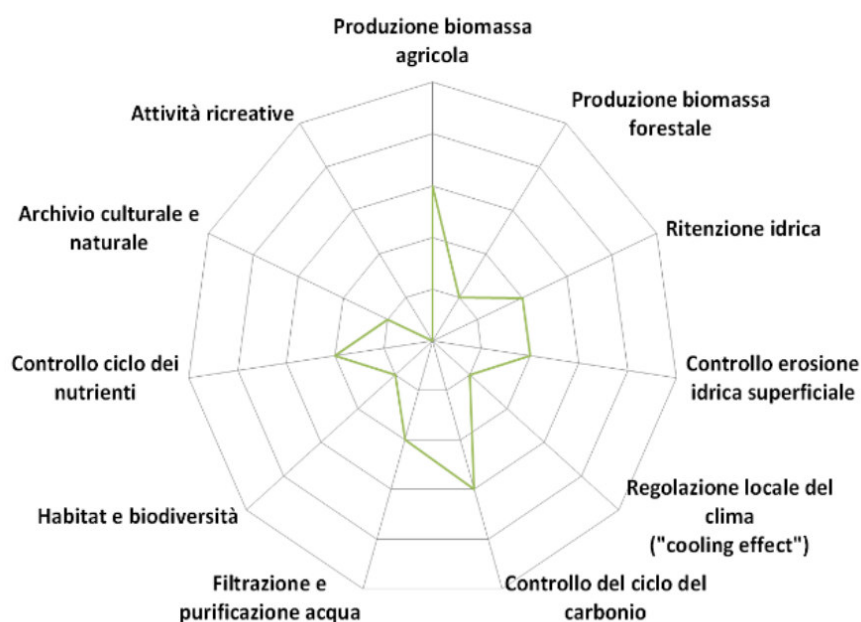 Produzione biomassa
agricola
Produzione biomassa
forestale
Ritenzione idrica
Controllo erosione
idrica superficiale
Regolazione locale del
clima
("cooling effect")
Controllo del ciclo del
carbonio
Filtrazione e
purificazione acqua
Habitat e biodiversità
Controllo ciclo dei
nutrienti
Archivio culturale e
naturale
Attività ricreative